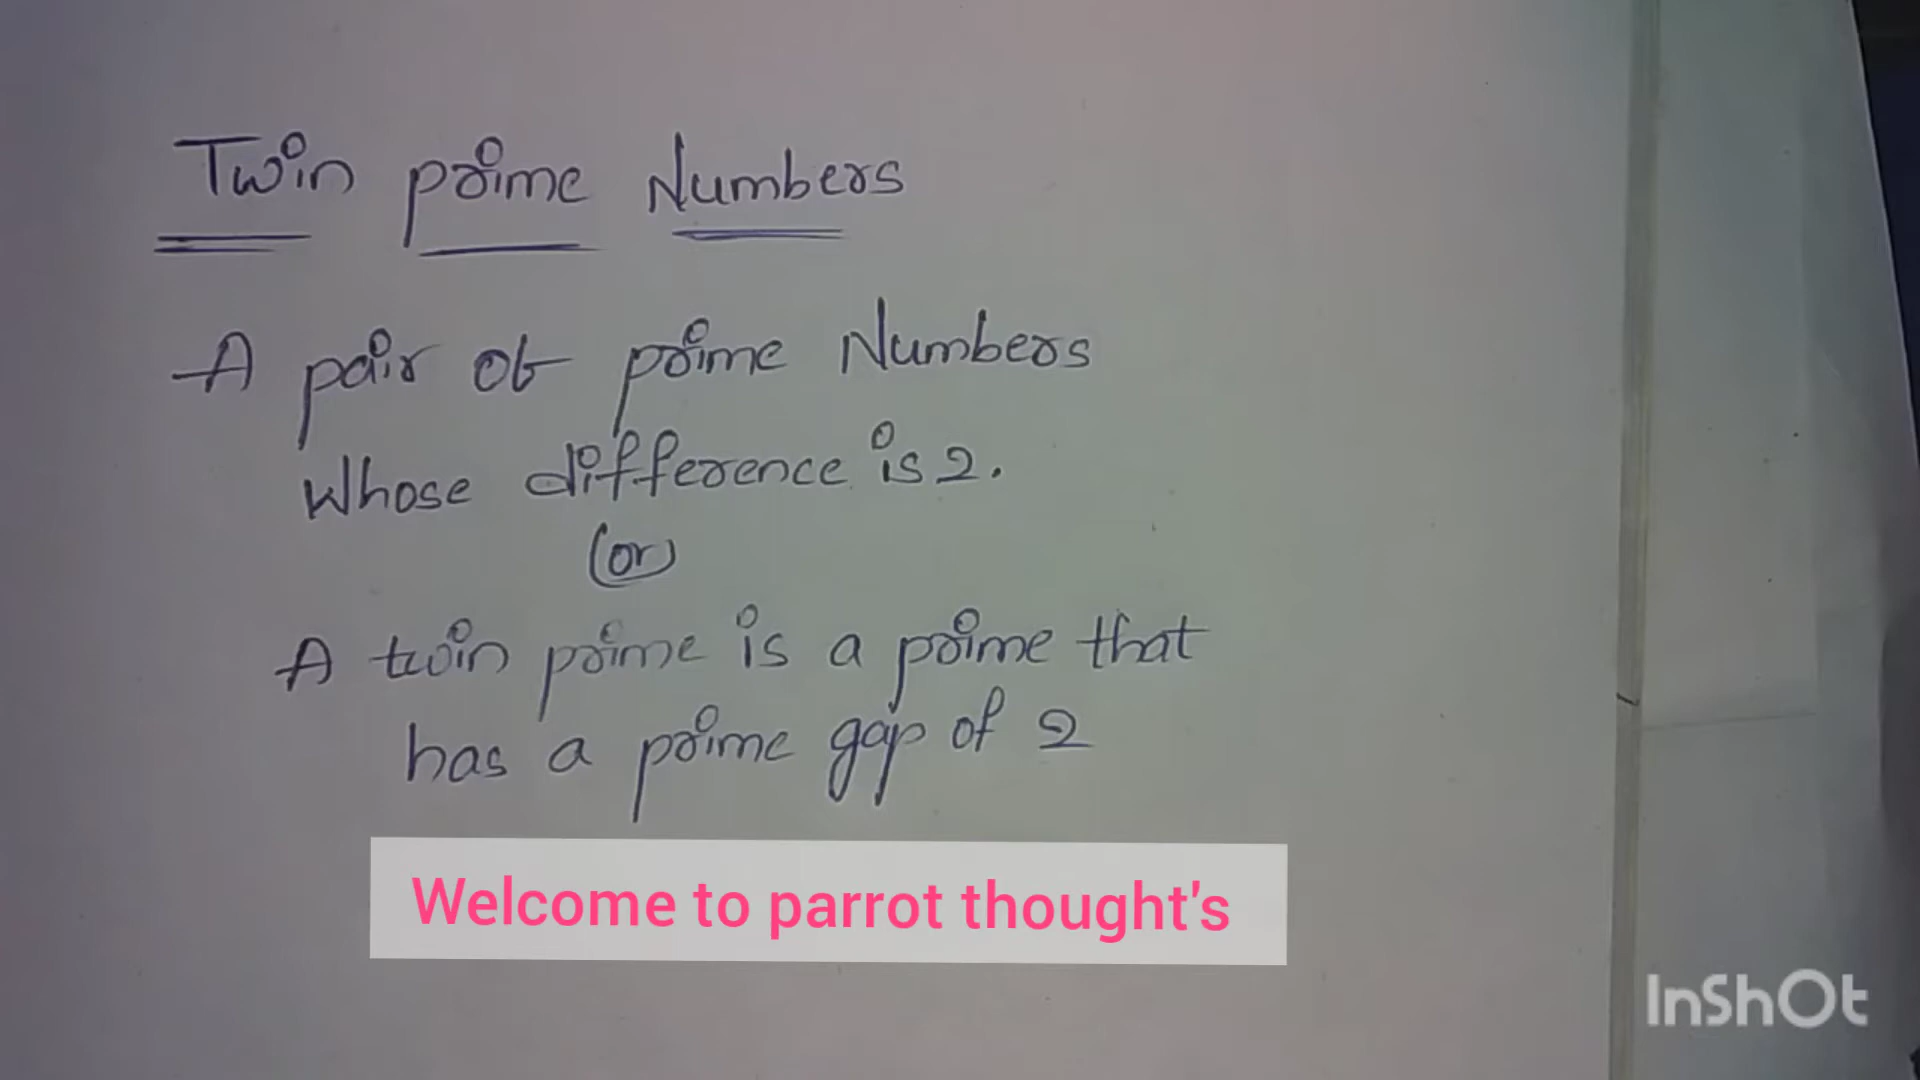 Twin prime Numbers
A pair of prime Numbers
Whose difference is 2.
(or)
A twin prime is a prime that
has a prime gap of 2
Welcome to parrot thought's
InShOt